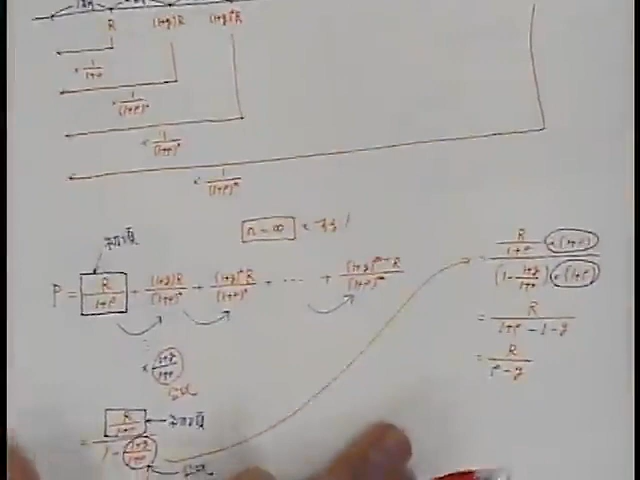 R (1+g)R (1+g)²R
× 1/(1+r)
× 1/(1+r)²
× 1/(1+r)³
× 1/(1+r)ⁿ
n = ∞
初項
P = R/(1+r) + (1+g)R/(1+r)² + (1+g)²R/(1+r)³ + ⋯ + (1+g)ⁿ⁻¹R/(1+r)ⁿ
× (1+g)/(1+r)
公比
= R/(1+r) / 1 - (1+g)/(1+r)
初項
公比
= R/(1+r) × (1+r) / (1 - (1+g)/(1+r)) × (1+r)
= R / 1+r-1-g
= R / r-g